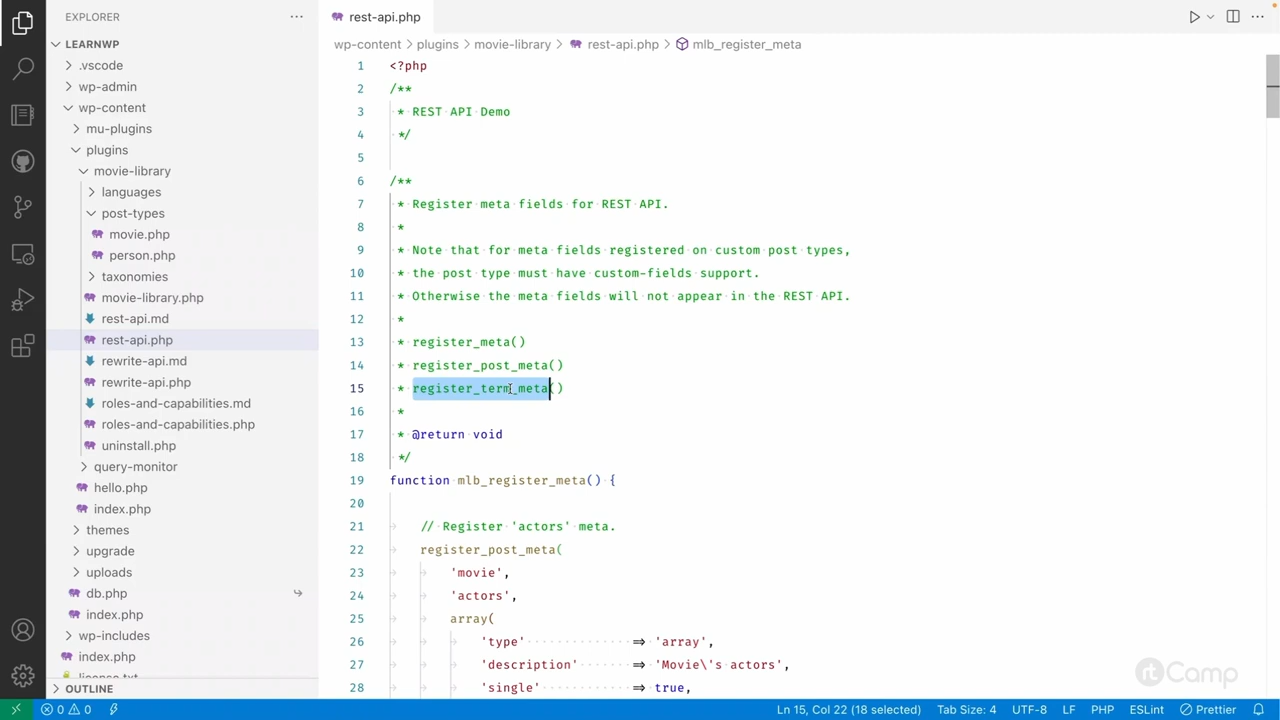 EXPLORER
rest-api.php
LEARNWP
wp-content > plugins > movie-library > rest-api.php > mlb_register_meta
.vscode
wp-admin
wp-content
mu-plugins
plugins
movie-library
languages
post-types
movie.php
person.php
taxonomies
movie-library.php
rest-api.md
rest-api.php
rewrite-api.md
rewrite-api.php
roles-and-capabilities.md
roles-and-capabilities.php
uninstall.php
query-monitor
hello.php
index.php
themes
upgrade
uploads
db.php
index.php
wp-includes
index.php
license.txt
OUTLINE
1 <?php
2 /**
3 * REST API Demo
4 */
5
6 /**
7 * Register meta fields for REST API.
8 *
9 * Note that for meta fields registered on custom post types,
10 * the post type must have custom-fields support.
11 * Otherwise the meta fields will not appear in the REST API.
12 *
13 * register_meta()
14 * register_post_meta()
15 * register_term_meta()
16 *
17 * @return void
18 */
19 function mlb_register_meta() {
20
21 // Register 'actors' meta.
22 register_post_meta(
23 'movie',
24 'actors',
25 array(
26 'type' => 'array',
27 'description' => 'Movie\'s actors',
28 'single' => true,
rtCamp
0 0 Ln 15, Col 22 (18 selected) Tab Size: 4 UTF-8 LF PHP ESLint Prettier